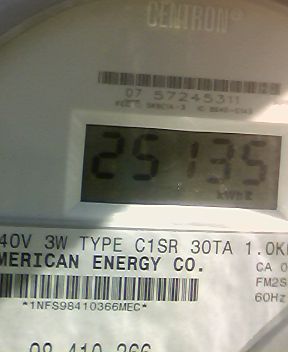 CENTRON®
07 57245311
25135
kWhE
40V 3W TYPE C1SR 30TA 1.0K
MERICAN ENERGY CO.
CA 0
FM2S
60Hz
*1NFS98410366MEC*
98 410 366